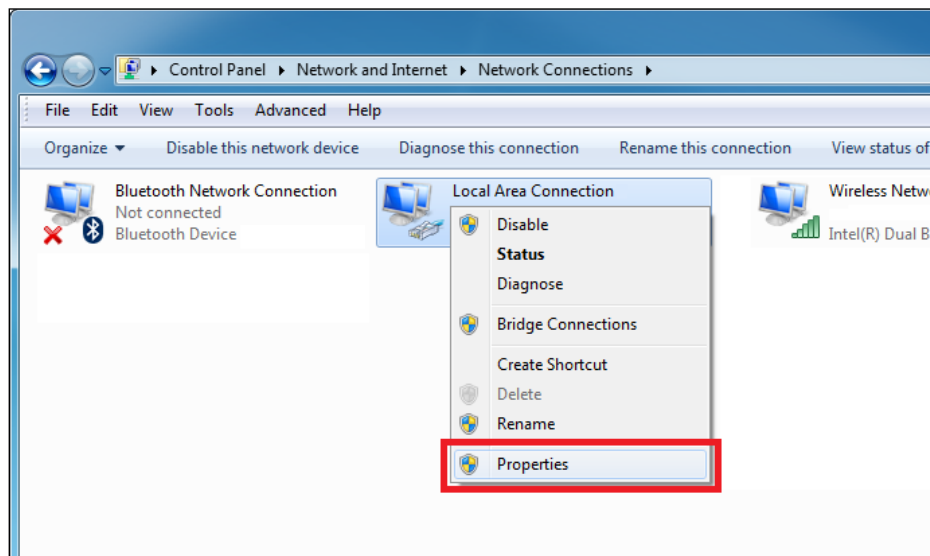 Control Panel Network and Internet Network Connections
File Edit View Tools Advanced Help
Organize Disable this network device Diagnose this connection Rename this connection View status of
Bluetooth Network Connection
Not connected
Bluetooth Device
Local Area Connection
Disable
Status
Diagnose
Bridge Connections
Create Shortcut
Delete
Rename
Properties
Wireless Netw
Intel(R) Dual B